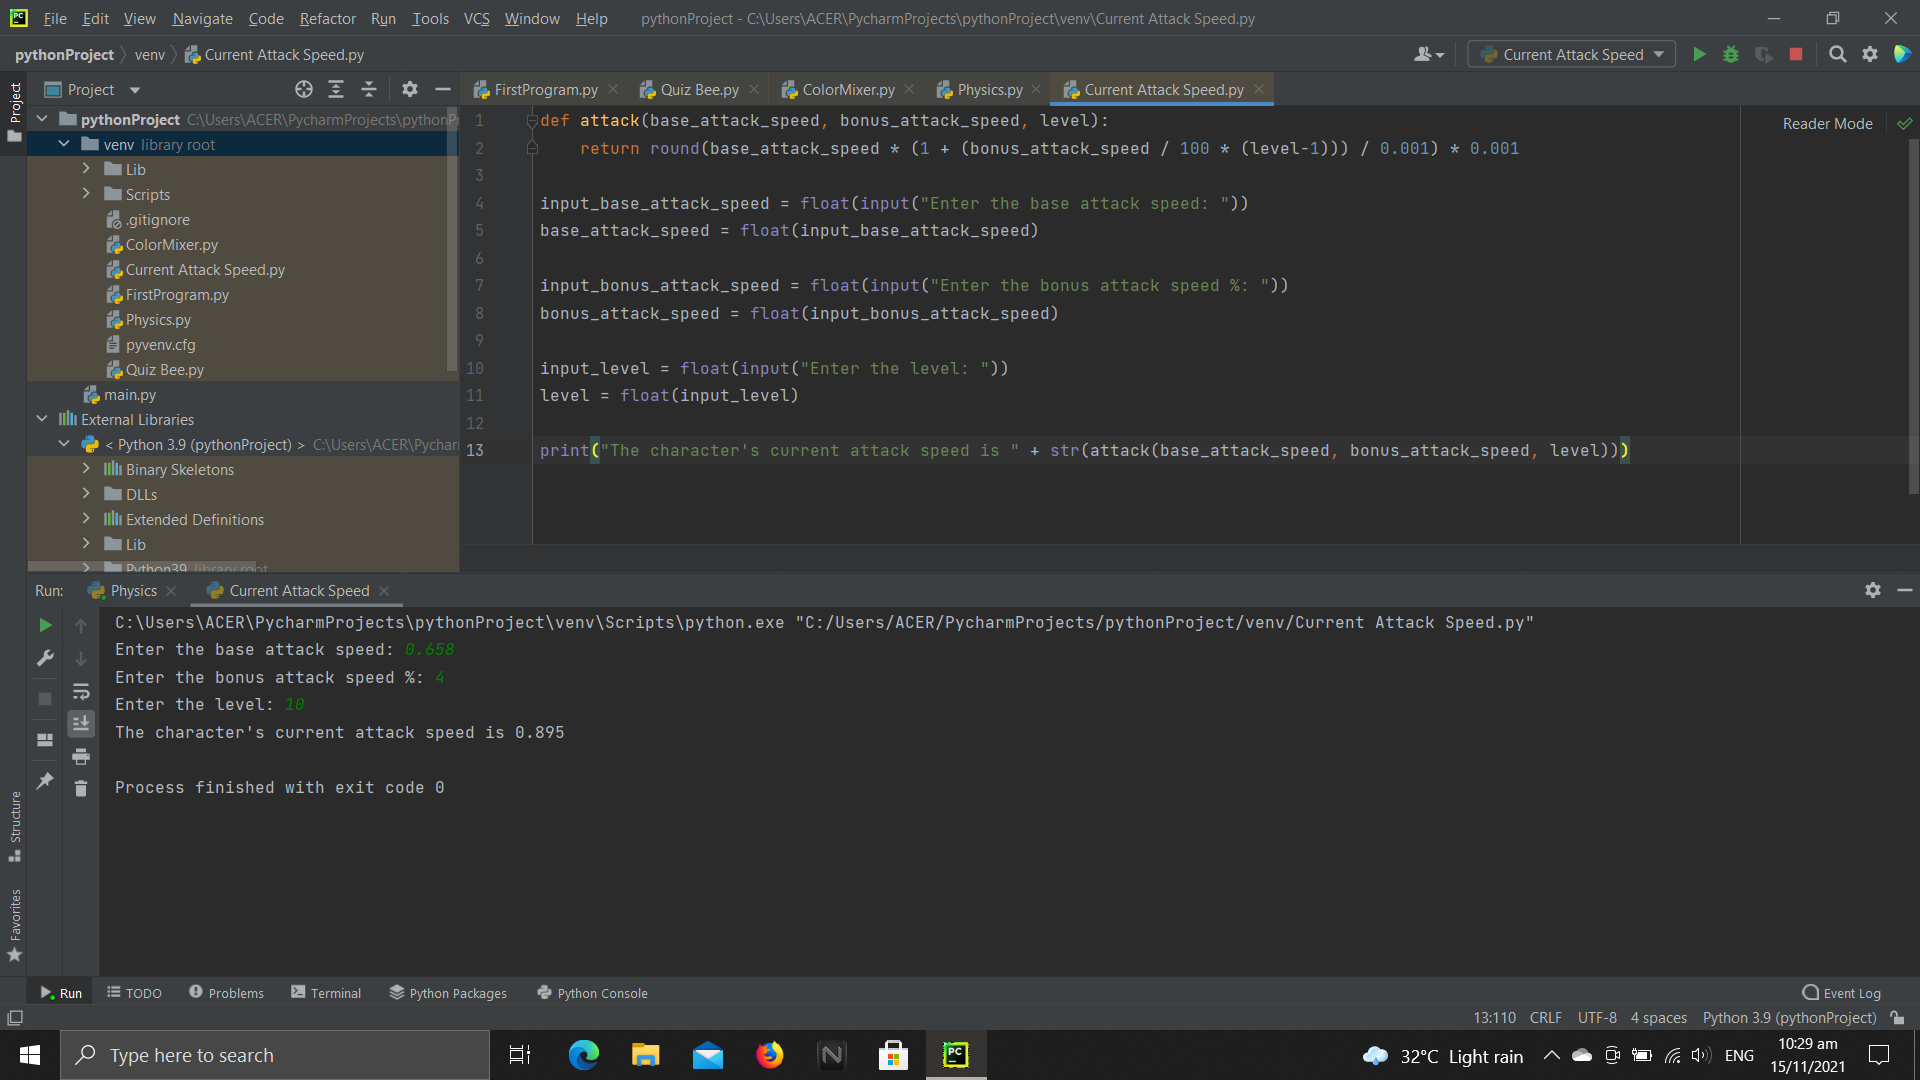 File Edit View Navigate Code Refactor Run Tools VCS Window Help pythonProject - C:\Users\ACER\PycharmProjects\pythonProject\venv\Current Attack Speed.py
pythonProject venv Current Attack Speed.py
Current Attack Speed
Project
Project
FirstProgram.py Quiz Bee.py ColorMixer.py Physics.py Current Attack Speed.py
pythonProject C:\Users\ACER\PycharmProjects\pythonP
venv library root
Lib
Scripts
.gitignore
ColorMixer.py
Current Attack Speed.py
FirstProgram.py
Physics.py
pyvenv.cfg
Quiz Bee.py
main.py
External Libraries
< Python 3.9 (pythonProject) > C:\Users\ACER\Pychar
Binary Skeletons
DLLs
Extended Definitions
Lib
Python39 library root
Reader Mode
1 def attack(base_attack_speed, bonus_attack_speed, level):
2 return round(base_attack_speed * (1 + (bonus_attack_speed / 100 * (level-1))) / 0.001) * 0.001
3
4 input_base_attack_speed = float(input("Enter the base attack speed: "))
5 base_attack_speed = float(input_base_attack_speed)
6
7 input_bonus_attack_speed = float(input("Enter the bonus attack speed %: "))
8 bonus_attack_speed = float(input_bonus_attack_speed)
9
10 input_level = float(input("Enter the level: "))
11 level = float(input_level)
12
13 print("The character's current attack speed is " + str(attack(base_attack_speed, bonus_attack_speed, level)))
Run: Physics Current Attack Speed
C:\Users\ACER\PycharmProjects\pythonProject\venv\Scripts\python.exe "C:/Users/ACER/PycharmProjects/pythonProject/venv/Current Attack Speed.py"
Enter the base attack speed: 0.658
Enter the bonus attack speed %: 4
Enter the level: 10
The character's current attack speed is 0.895
Process finished with exit code 0
Structure
Favorites
Run TODO Problems Terminal Python Packages Python Console Event Log
13:110 CRLF UTF-8 4 spaces Python 3.9 (pythonProject)
Type here to search
PC
32°C Light rain
ENG
10:29 am
15/11/2021